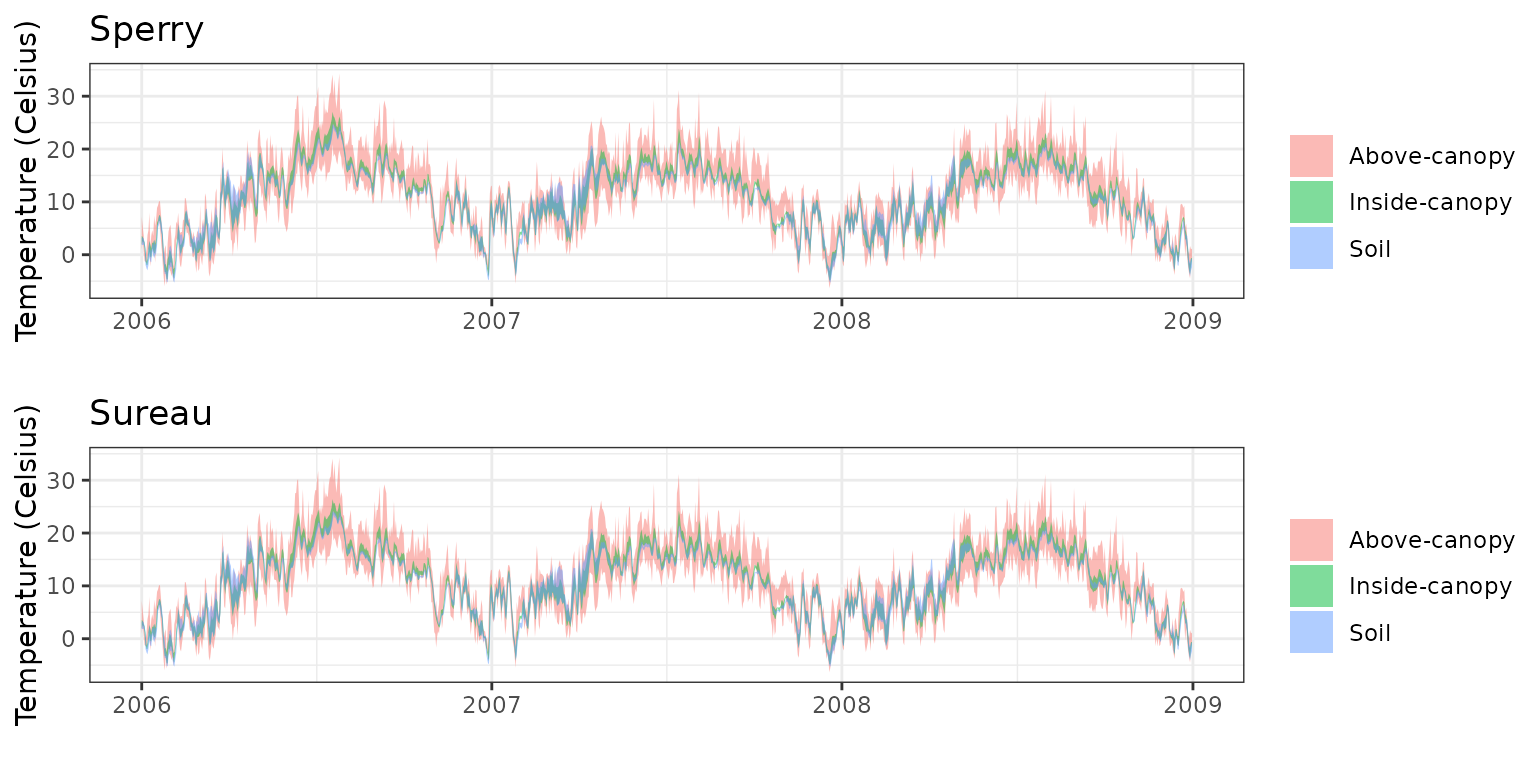 Sperry
Temperature (Celsius)
30
20
10
0
2006 2007 2008 2009
Above-canopy
Inside-canopy
Soil
Sureau
Temperature (Celsius)
30
20
10
0
2006 2007 2008 2009
Above-canopy
Inside-canopy
Soil